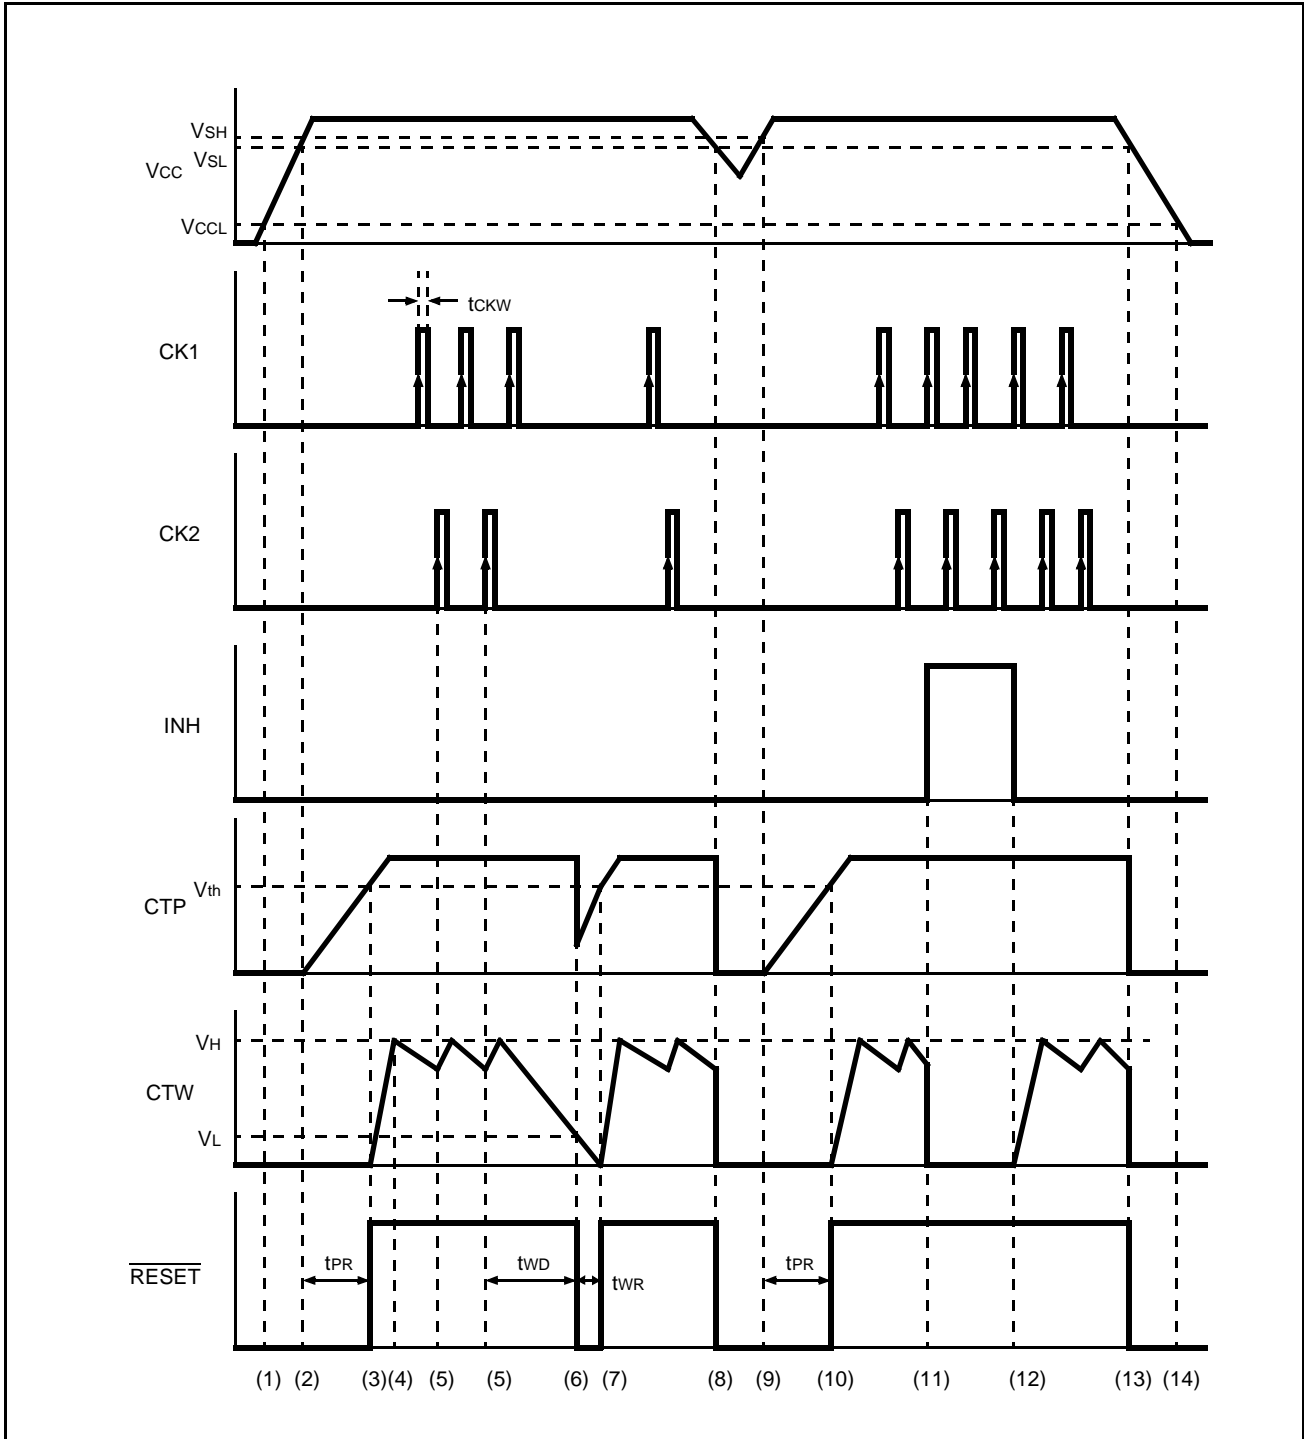 VSH
VSL
VCC
VCCL
tCKW
CK1
CK2
INH
Vth
CTP
VH
CTW
VL
RESET
tPR
tWD
tWR
tPR
(1) (2) (3) (4) (5) (5) (6) (7) (8) (9) (10) (11) (12) (13) (14)